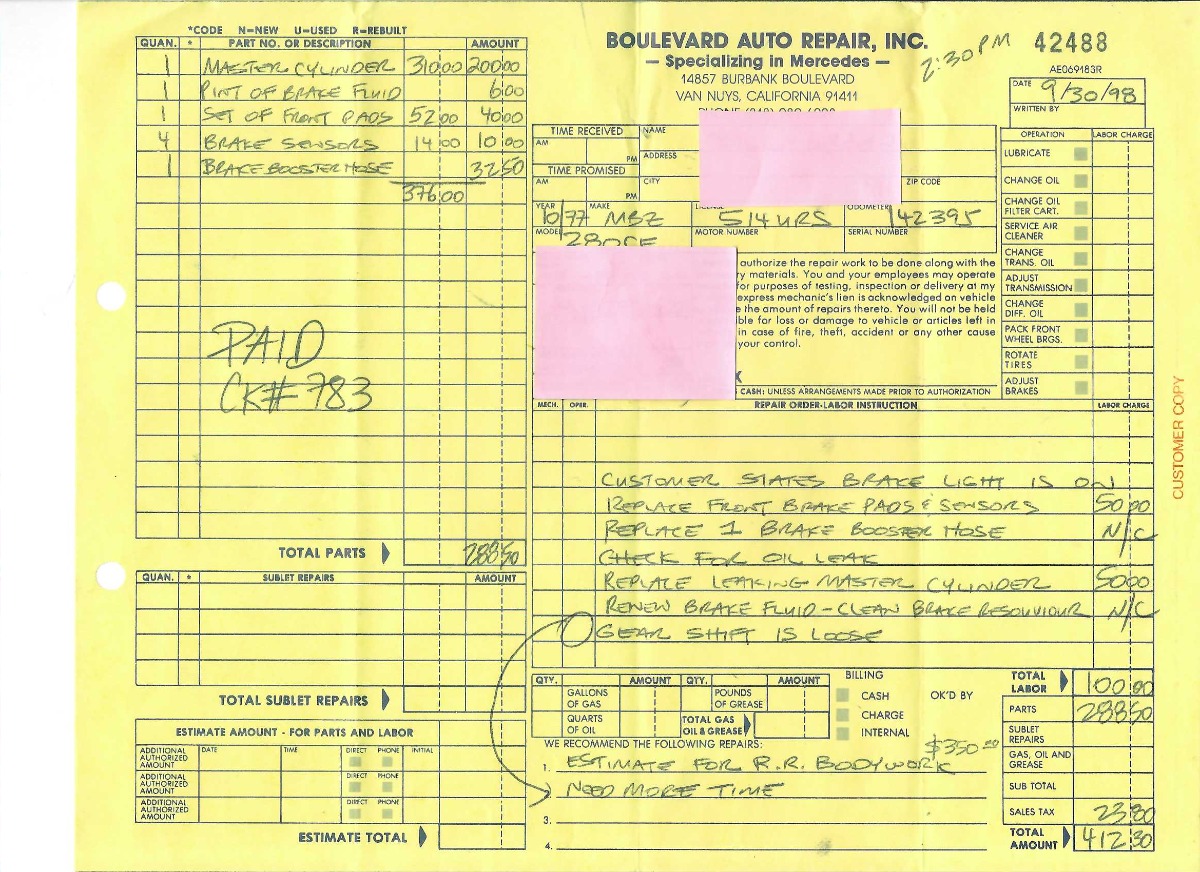 *CODE N=NEW U=USED R=REBUILT
QUAN. * PART NO. OR DESCRIPTION AMOUNT
1 MASTER CYLINDER 310 00 200 00
1 PINT OF BRAKE FLUID 6 00
1 SET OF FRONT PADS 52 00 40 00
4 BRAKE SENSORS 14 00 10 00
1 BRAKE BOOSTER HOSE 32 50
376 00
PAID
CK# 783
TOTAL PARTS 288 50
QUAN. * SUBLET REPAIRS AMOUNT
TOTAL SUBLET REPAIRS
ESTIMATE AMOUNT - FOR PARTS AND LABOR
ADDITIONAL AUTHORIZED AMOUNT DATE TIME DIRECT PHONE INITIAL
ADDITIONAL AUTHORIZED AMOUNT DIRECT PHONE
ADDITIONAL AUTHORIZED AMOUNT DIRECT PHONE
ESTIMATE TOTAL
BOULEVARD AUTO REPAIR, INC.
— Specializing in Mercedes —
14857 BURBANK BOULEVARD
VAN NUYS, CALIFORNIA 91411
2:30 PM
42488
AE069183R
DATE 9/30/98
WRITTEN BY
TIME RECEIVED NAME
AM PM ADDRESS
TIME PROMISED
AM PM CITY ZIP CODE
YEAR MAKE ODOMETER
10/77 MBZ 514URS 142395
MODEL MOTOR NUMBER SERIAL NUMBER
280CE
authorize the repair work to be done along with the
materials. You and your employees may operate
for purposes of testing, inspection or delivery at my
express mechanic's lien is acknowledged on vehicle
the amount of repairs thereto. You will not be held
for loss or damage to vehicle or articles left in
in case of fire, theft, accident or any other cause
your control.
X
CASH: UNLESS ARRANGEMENTS MADE PRIOR TO AUTHORIZATION
OPERATION LABOR CHARGE
LUBRICATE
CHANGE OIL
CHANGE OIL FILTER CART.
SERVICE AIR CLEANER
CHANGE TRANS. OIL
ADJUST TRANSMISSION
CHANGE DIFF. OIL
PACK FRONT WHEEL BRGS.
ROTATE TIRES
ADJUST BRAKES
MECH. OPER. REPAIR ORDER-LABOR INSTRUCTION LABOR CHARGE
CUSTOMER STATES BRAKE LIGHT IS ON
REPLACE FRONT BRAKE PADS & SENSORS 50 00
REPLACE 1 BRAKE BOOSTER HOSE N/C
CHECK FOR OIL LEAK
REPLACE LEAKING MASTER CYLINDER 50 00
RENEW BRAKE FLUID - CLEAN BRAKE RESOUVIOUR N/C
GEAR SHIFT IS LOOSE
QTY. AMOUNT QTY. AMOUNT
GALLONS OF GAS POUNDS OF GREASE
QUARTS OF OIL TOTAL GAS OIL & GREASE
BILLING
CASH OK'D BY
CHARGE
INTERNAL
WE RECOMMEND THE FOLLOWING REPAIRS:
1. ESTIMATE FOR R.R. BODYWORK $350 00
2. NEED MORE TIME
3.
4.
TOTAL LABOR 100 00
PARTS 288 50
SUBLET REPAIRS
GAS, OIL AND GREASE
SUB TOTAL
SALES TAX 23 80
TOTAL AMOUNT 412 30
CUSTOMER COPY